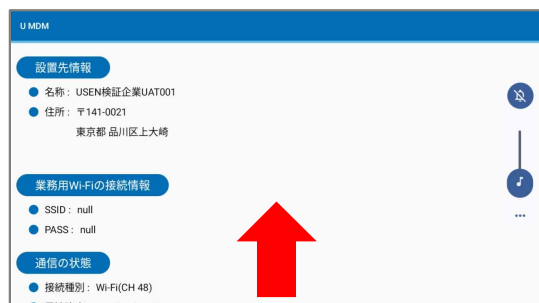 U MDM
設置先情報
名称 : USEN検証企業UAT001
住所 : 〒141-0021
東京都 品川区上大崎
業務用Wi-Fiの接続情報
SSID : null
PASS : null
通信の状態
接続種別 : Wi-Fi(CH 48)